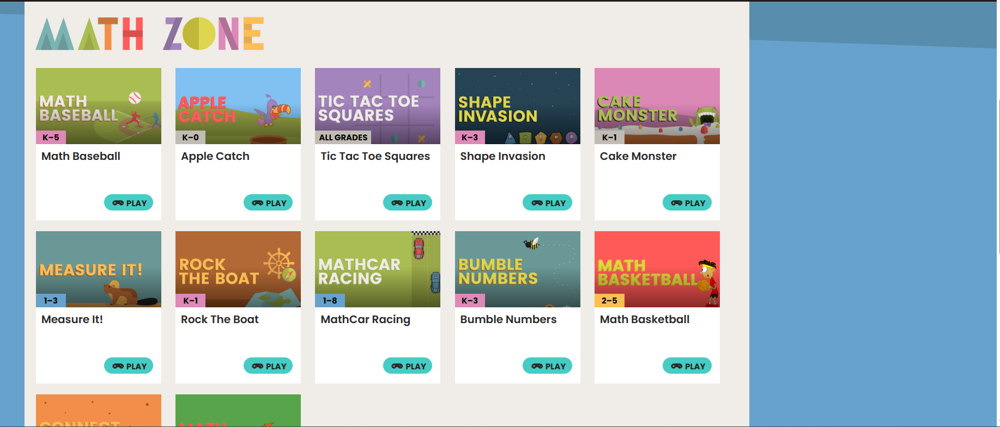 MATH ZONE
MATH
BASEBALL
K–5
Math Baseball
PLAY
APPLE
CATCH
K–0
Apple Catch
PLAY
TIC TAC TOE
SQUARES
ALL GRADES
Tic Tac Toe Squares
PLAY
SHAPE
INVASION
K–3
Shape Invasion
PLAY
CAKE
MONSTER
K–1
Cake Monster
PLAY
MEASURE IT!
1–3
Measure It!
PLAY
ROCK
THE BOAT
K–1
Rock The Boat
PLAY
MATHCAR
RACING
1–8
MathCar Racing
PLAY
BUMBLE
NUMBERS
K–3
Bumble Numbers
PLAY
MATH
BASKETBALL
2–5
Math Basketball
PLAY
CONNECT
MATH